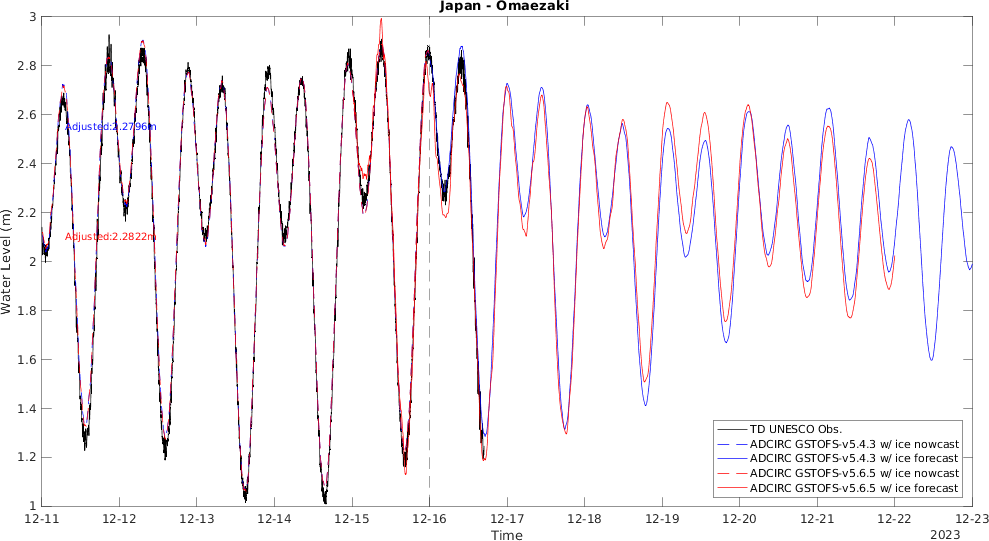 Japan - Omaezaki
3
2.8
2.6
2.4
2.2
2
1.8
1.6
1.4
1.2
1
Water Level (m)
Adjusted:2.2796m
Adjusted:2.2822m
TD UNESCO Obs.
ADCIRC GSTOFS-v5.4.3 w/ ice nowcast
ADCIRC GSTOFS-v5.4.3 w/ ice forecast
ADCIRC GSTOFS-v5.6.5 w/ ice nowcast
ADCIRC GSTOFS-v5.6.5 w/ ice forecast
12-11 12-12 12-13 12-14 12-15 12-16 12-17 12-18 12-19 12-20 12-21 12-22 12-23
Time
2023